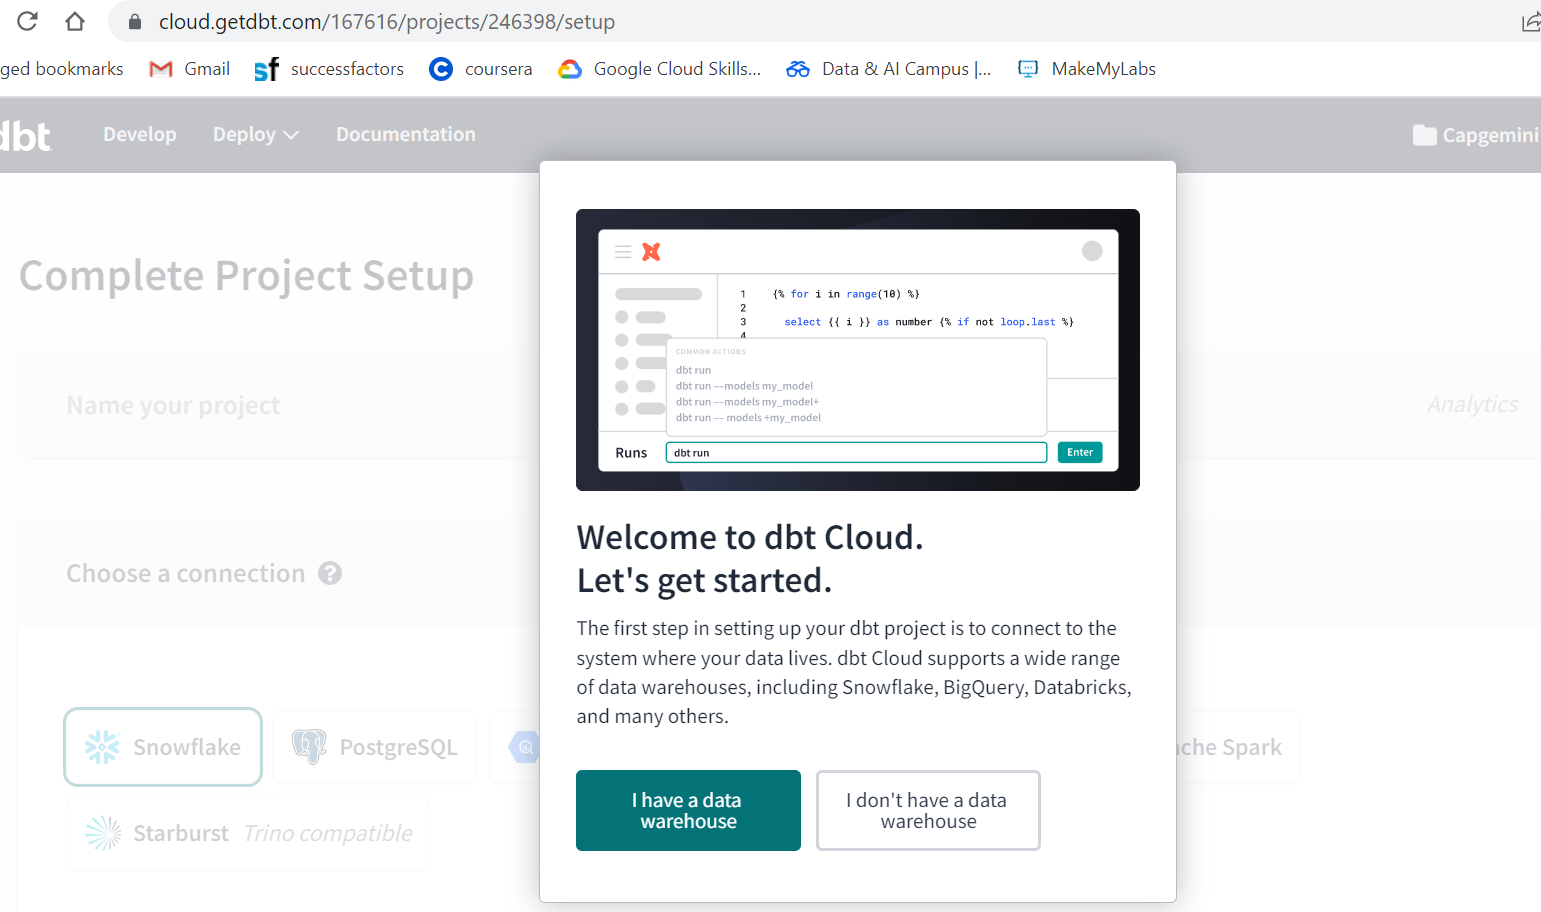 cloud.getdbt.com/167616/projects/246398/setup
ged bookmarks Gmail successfactors coursera Google Cloud Skills... Data & AI Campus |... MakeMyLabs
dbt Develop Deploy Documentation Capgemini
Complete Project Setup
Name your project Analytics
Choose a connection ?
Snowflake PostgreSQL ache Spark
Starburst Trino compatible
1 {% for i in range(10) %}
2
3 select {{ i }} as number {% if not loop.last %}
4
COMMON ACTIONS
dbt run
dbt run --models my_model
dbt run --models my_model+
dbt run -- models +my_model
Runs dbt run Enter
Welcome to dbt Cloud.
Let's get started.
The first step in setting up your dbt project is to connect to the
system where your data lives. dbt Cloud supports a wide range
of data warehouses, including Snowflake, BigQuery, Databricks,
and many others.
I have a data
warehouse
I don't have a data
warehouse